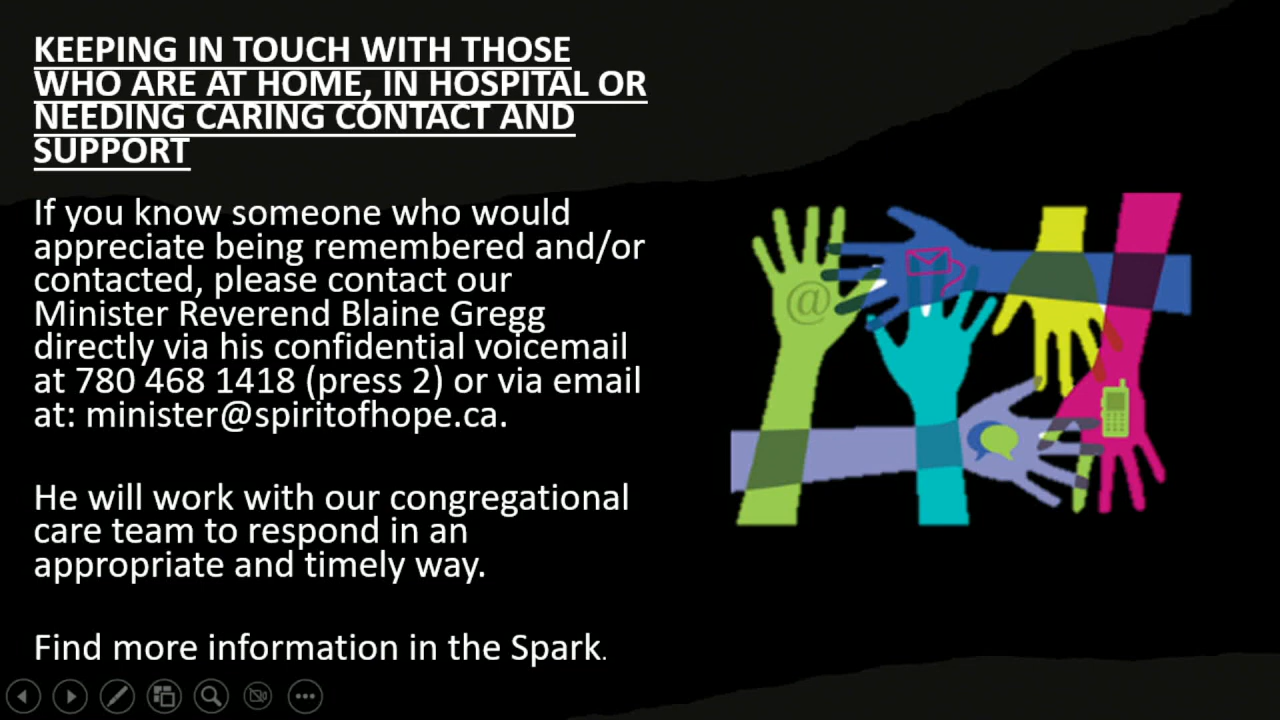 KEEPING IN TOUCH WITH THOSE
WHO ARE AT HOME, IN HOSPITAL OR
NEEDING CARING CONTACT AND
SUPPORT
If you know someone who would
appreciate being remembered and/or
contacted, please contact our
Minister Reverend Blaine Gregg
directly via his confidential voicemail
at 780 468 1418 (press 2) or via email
at: minister@spiritofhope.ca.
He will work with our congregational
care team to respond in an
appropriate and timely way.
Find more information in the Spark.
@